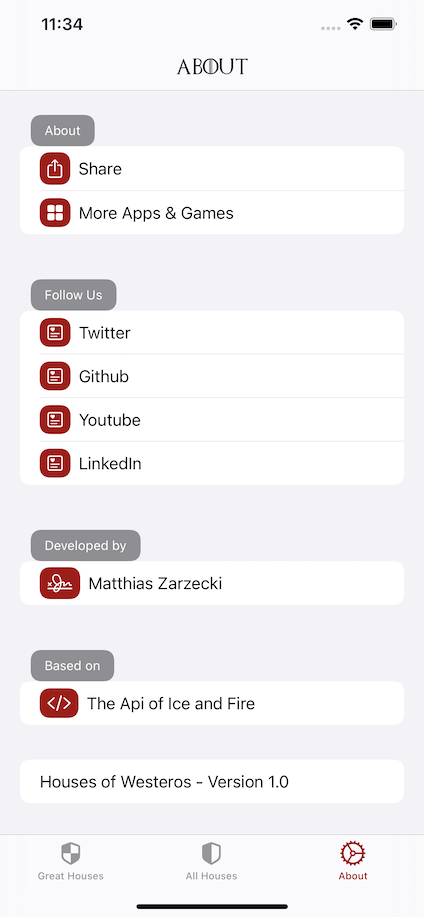 11:34
ABOUT
About
Share
More Apps & Games
Follow Us
Twitter
Github
Youtube
LinkedIn
Developed by
Matthias Zarzecki
Based on
The Api of Ice and Fire
Houses of Westeros - Version 1.0
Great Houses
All Houses
About